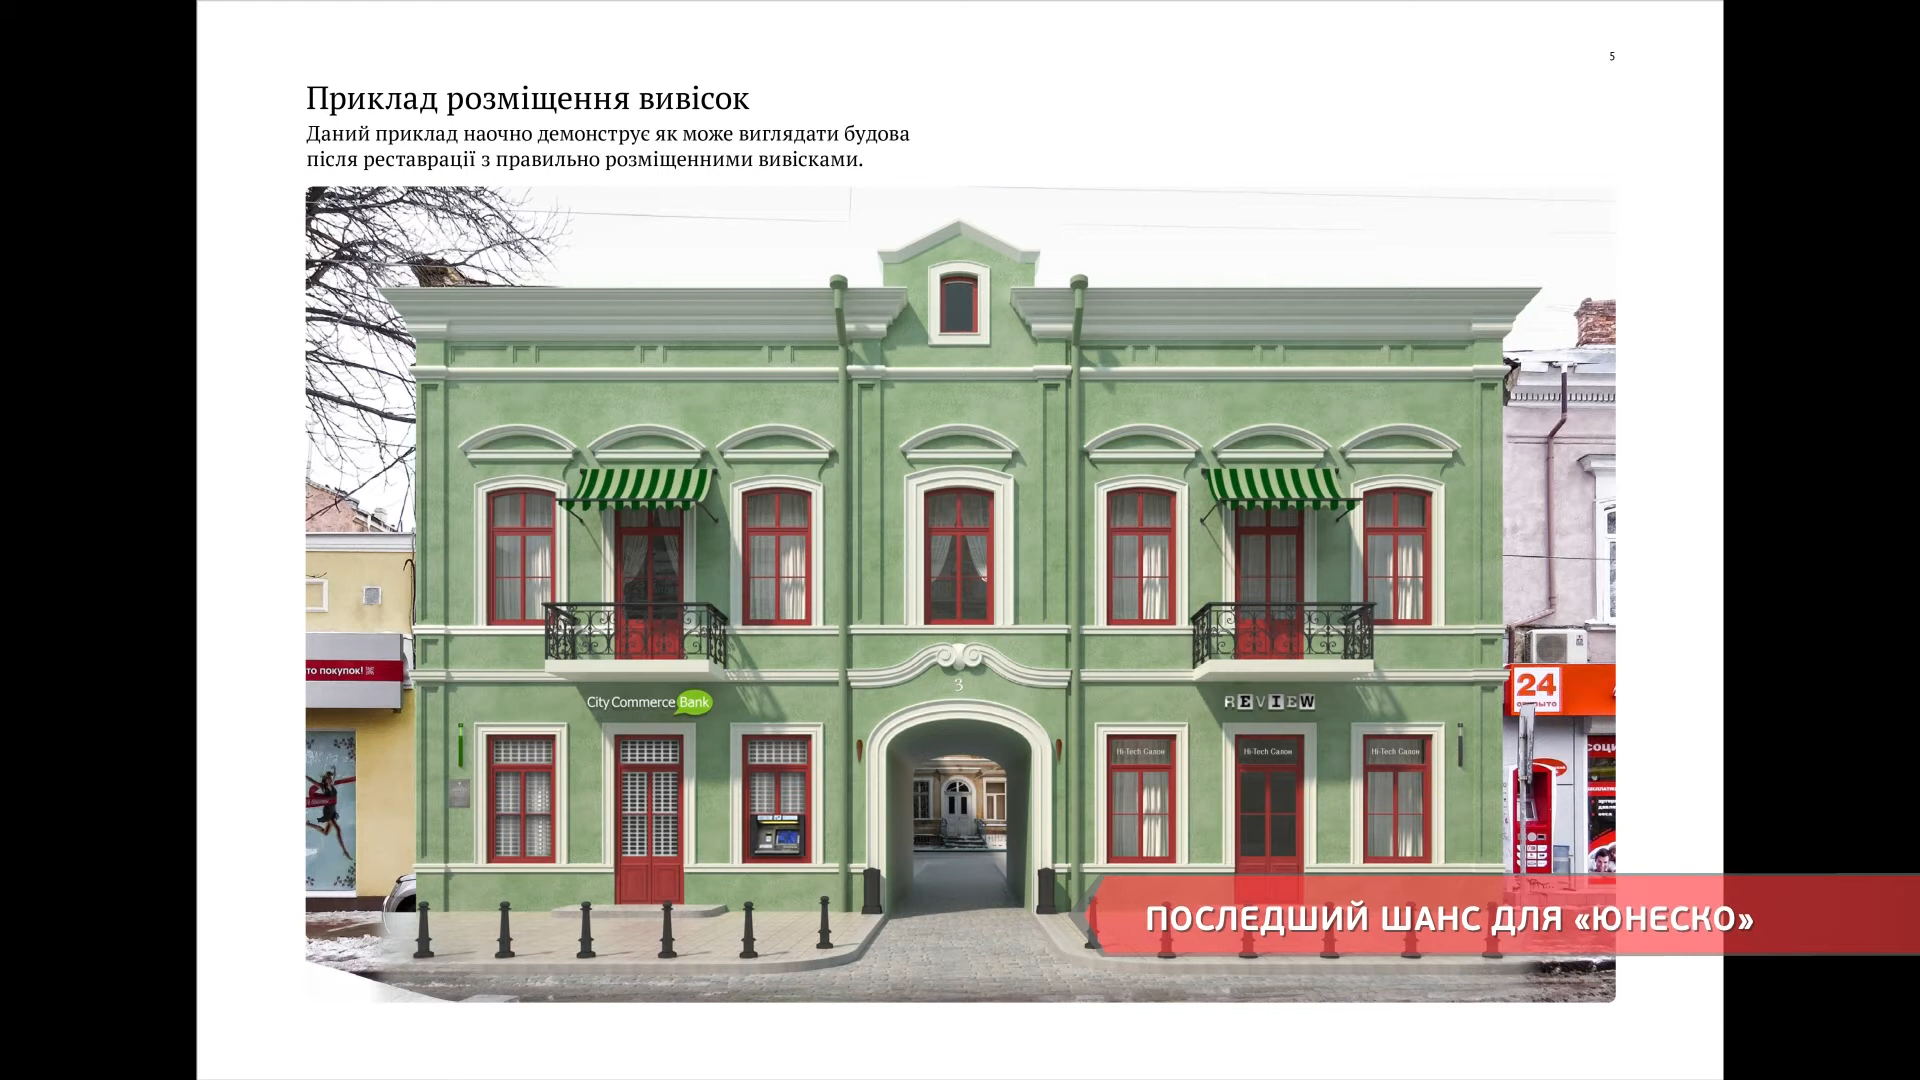 5
Приклад розміщення вивісок
Даний приклад наочно демонструє як може виглядати будова
після реставрації з правильно розміщенними вивісками.
то покупок!
24
открыто
City Commerce Bank
3
REVIEW
Hi-Tech Салон
Hi-Tech Салон
Hi-Tech Салон
ПОСЛЕДШИЙ ШАНС ДЛЯ «ЮНЕСКО»